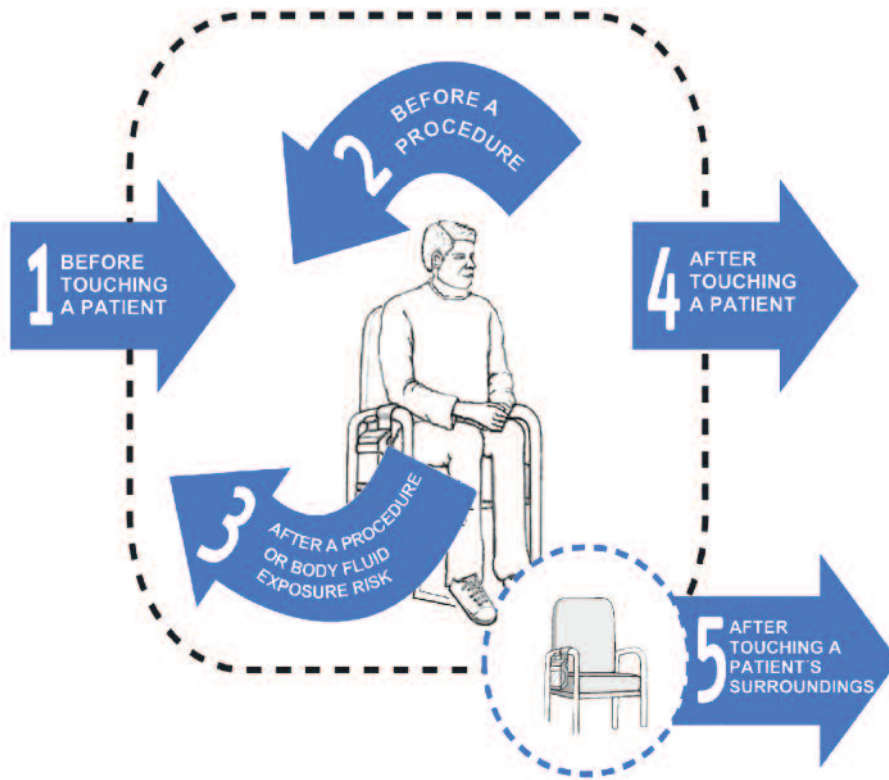 1
BEFORE
TOUCHING
A PATIENT
2
BEFORE A
PROCEDURE
3
AFTER A PROCEDURE
OR BODY FLUID
EXPOSURE RISK
4
AFTER
TOUCHING
A PATIENT
5
AFTER
TOUCHING A
PATIENT´S
SURROUNDINGS